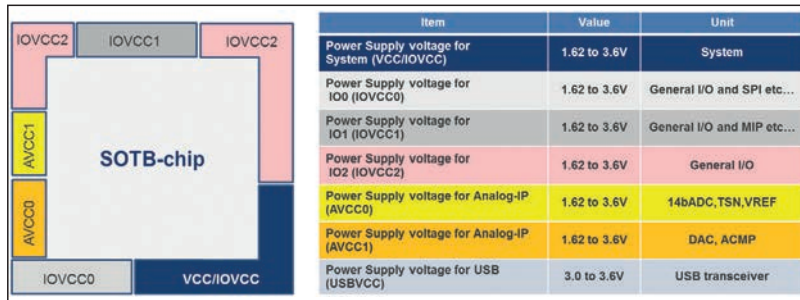 IOVCC2
IOVCC1
IOVCC2
AVCC1
SOTB-chip
AVCC0
IOVCC0
VCC/IOVCC
Item Value Unit
Power Supply voltage for
System (VCC/IOVCC)
1.62 to 3.6V
System
Power Supply voltage for
IO0 (IOVCC0)
1.62 to 3.6V
General I/O and SPI etc…
Power Supply voltage for
IO1 (IOVCC1)
1.62 to 3.6V
General I/O and MIP etc…
Power Supply voltage for
IO2 (IOVCC2)
1.62 to 3.6V
General I/O
Power Supply voltage for Analog-IP
(AVCC0)
1.62 to 3.6V
14bADC,TSN,VREF
Power Supply voltage for Analog-IP
(AVCC1)
1.62 to 3.6V
DAC, ACMP
Power Supply voltage for USB
(USBVCC)
3.0 to 3.6V
USB transceiver